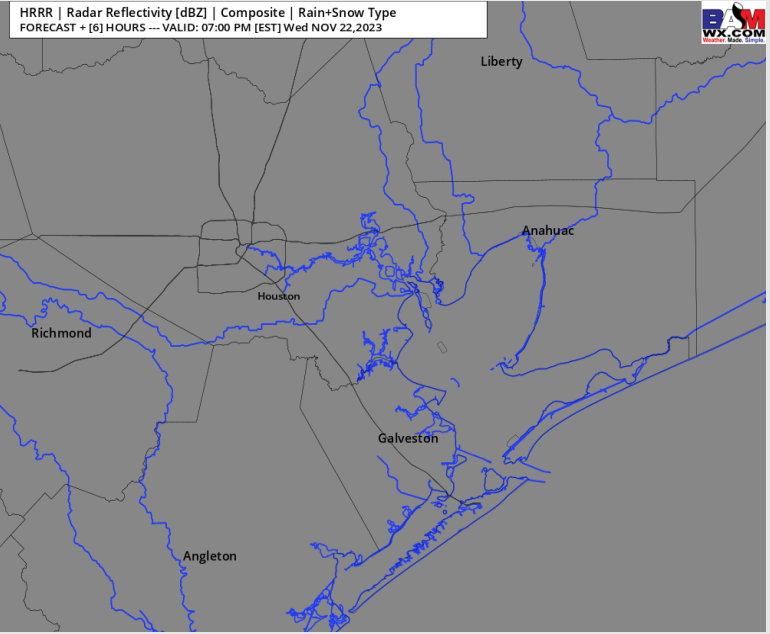 HRRR | Radar Reflectivity [dBZ] | Composite | Rain+Snow Type
FORECAST + [6] HOURS --- VALID: 07:00 PM [EST] Wed NOV 22,2023
BAM
WX.COM
Weather. Made. Simple.
Liberty
Anahuac
Houston
Richmond
Galveston
Angleton